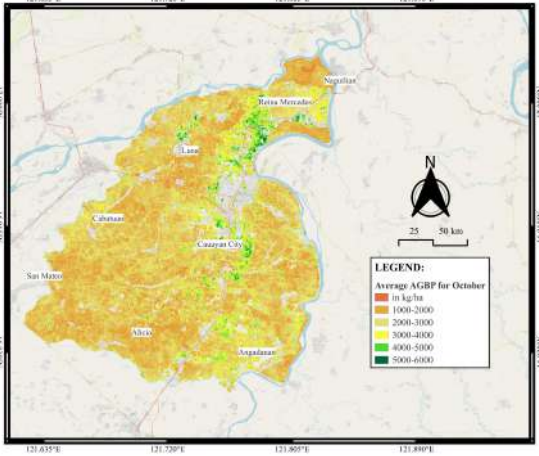 Naguilian
Reina Mercedes
Luna
Cabatuan
Cauayan City
San Mateo
Alicia
Angadanan
N
25 50 km
LEGEND:
Average AGBP for October
in kg/ha
1000-2000
2000-3000
3000-4000
4000-5000
5000-6000
121.635°E 121.720°E 121.805°E 121.890°E